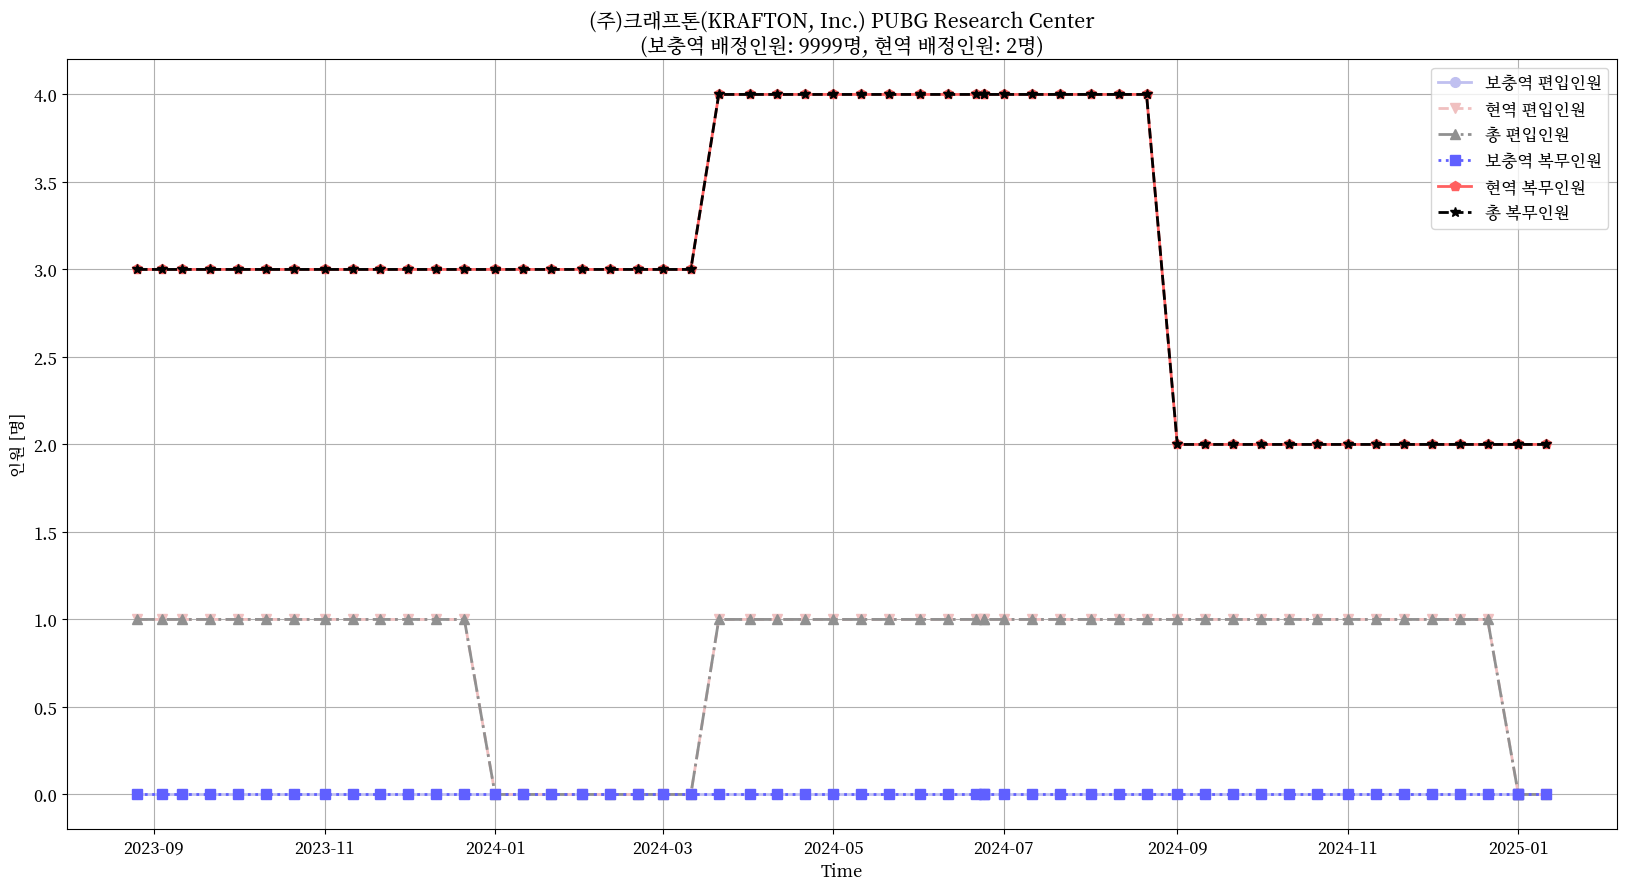 (주)크래프톤(KRAFTON, Inc.) PUBG Research Center
(보충역 배정인원: 9999명, 현역 배정인원: 2명)
보충역 편입인원
현역 편입인원
총 편입인원
보충역 복무인원
현역 복무인원
총 복무인원
인원 [명]
4.0
3.5
3.0
2.5
2.0
1.5
1.0
0.5
0.0
2023-09
2023-11
2024-01
2024-03
2024-05
2024-07
2024-09
2024-11
2025-01
Time